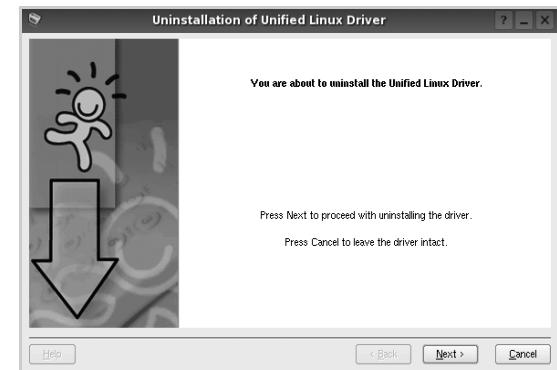 Uninstallation of Unified Linux Driver
You are about to uninstall the Unified Linux Driver.
Press Next to proceed with uninstalling the driver.
Press Cancel to leave the driver intact.
Help
< Back
Next >
Cancel